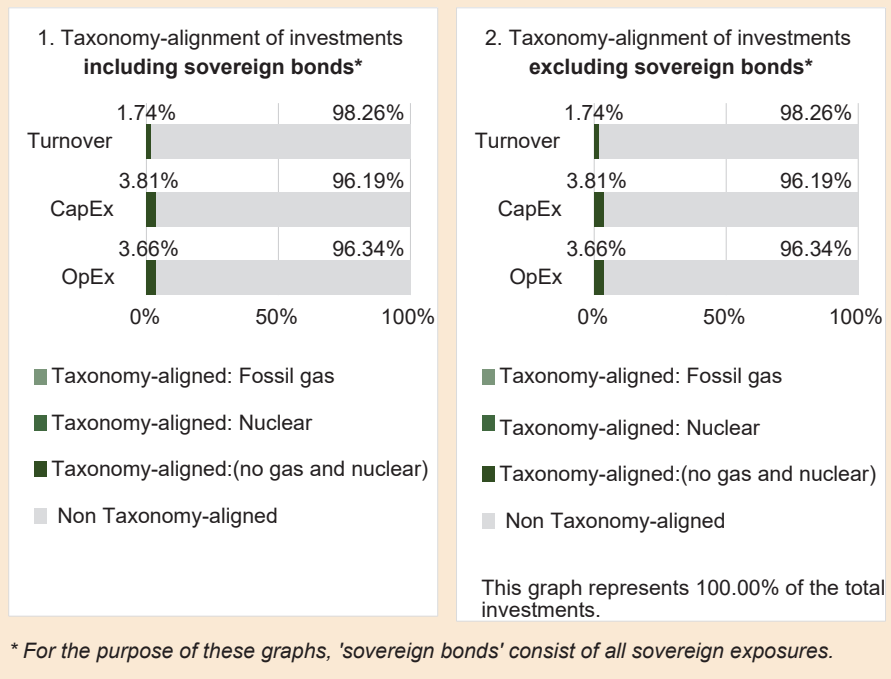 1. Taxonomy-alignment of investments
including sovereign bonds*
1.74% 98.26%
Turnover
3.81% 96.19%
CapEx
3.66% 96.34%
OpEx
0% 50% 100%
Taxonomy-aligned: Fossil gas
Taxonomy-aligned: Nuclear
Taxonomy-aligned:(no gas and nuclear)
Non Taxonomy-aligned
2. Taxonomy-alignment of investments
excluding sovereign bonds*
1.74% 98.26%
Turnover
3.81% 96.19%
CapEx
3.66% 96.34%
OpEx
0% 50% 100%
Taxonomy-aligned: Fossil gas
Taxonomy-aligned: Nuclear
Taxonomy-aligned:(no gas and nuclear)
Non Taxonomy-aligned
This graph represents 100.00% of the total
investments.
* For the purpose of these graphs, 'sovereign bonds' consist of all sovereign exposures.